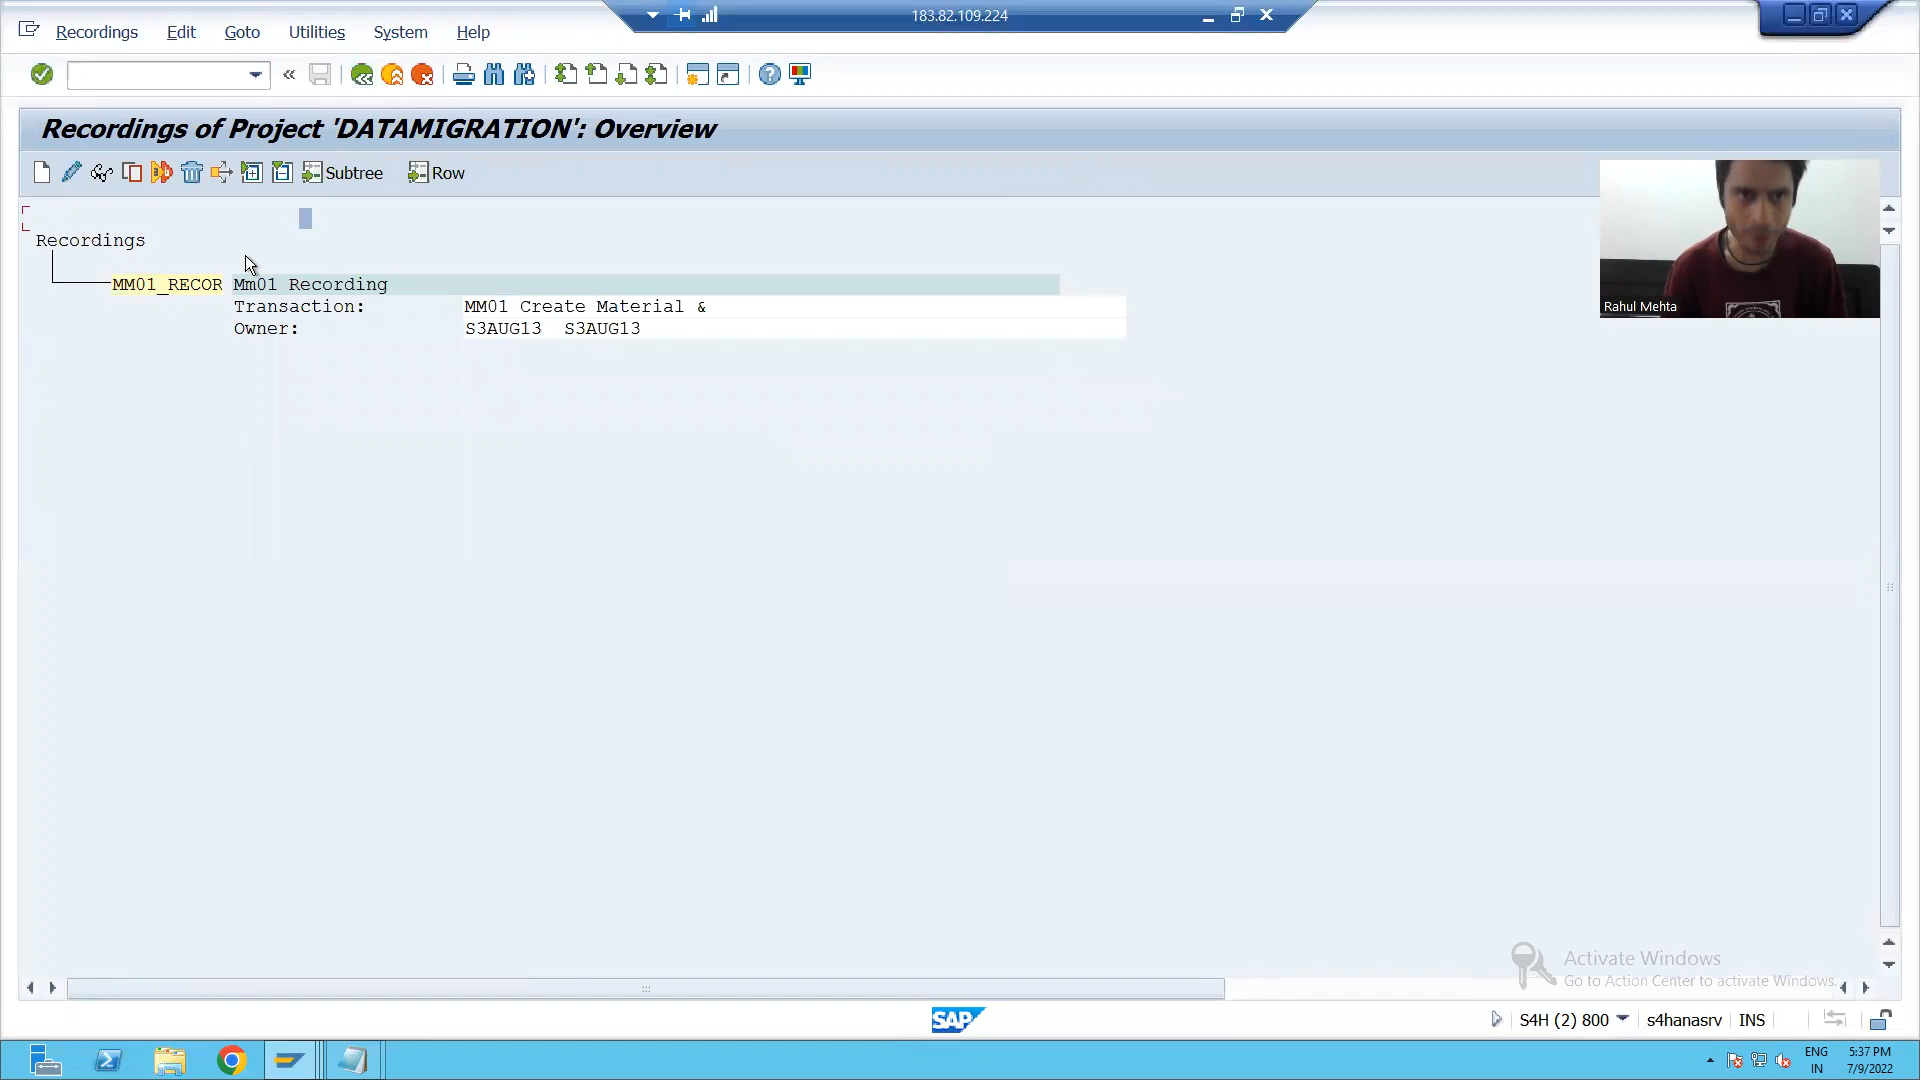 183.82.109.224
Recordings Edit Goto Utilities System Help
Recordings of Project 'DATAMIGRATION': Overview
Subtree Row
Recordings
MM01_RECOR Mm01 Recording
Transaction: MM01 Create Material &
Owner: S3AUG13 S3AUG13
Rahul Mehta
Activate Windows
Go to Action Center to activate Windows.
SAP
S4H (2) 800 s4hanasrv INS
ENG 5:37 PM
IN 7/9/2022